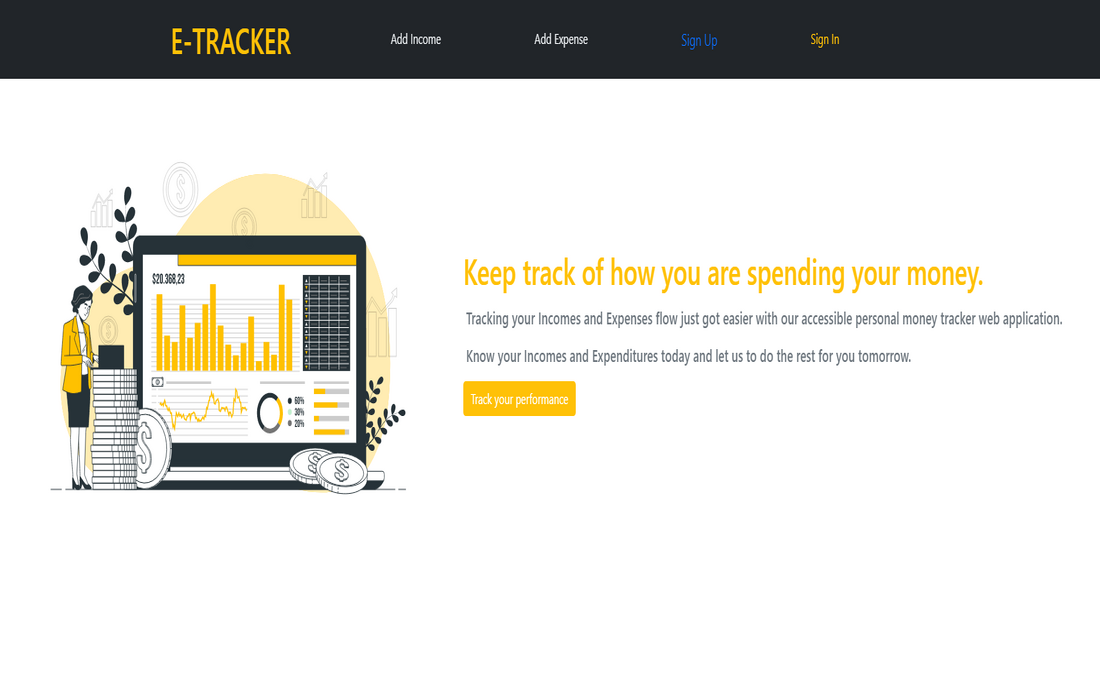 E-TRACKER
Add Income
Add Expense
Sign Up
Sign In
$20.368,23
Keep track of how you are spending your money.
Tracking your Incomes and Expenses flow just got easier with our accessible personal money tracker web application.
Know your Incomes and Expenditures today and let us to do the rest for you tomorrow.
Track your performance
60%
30%
20%